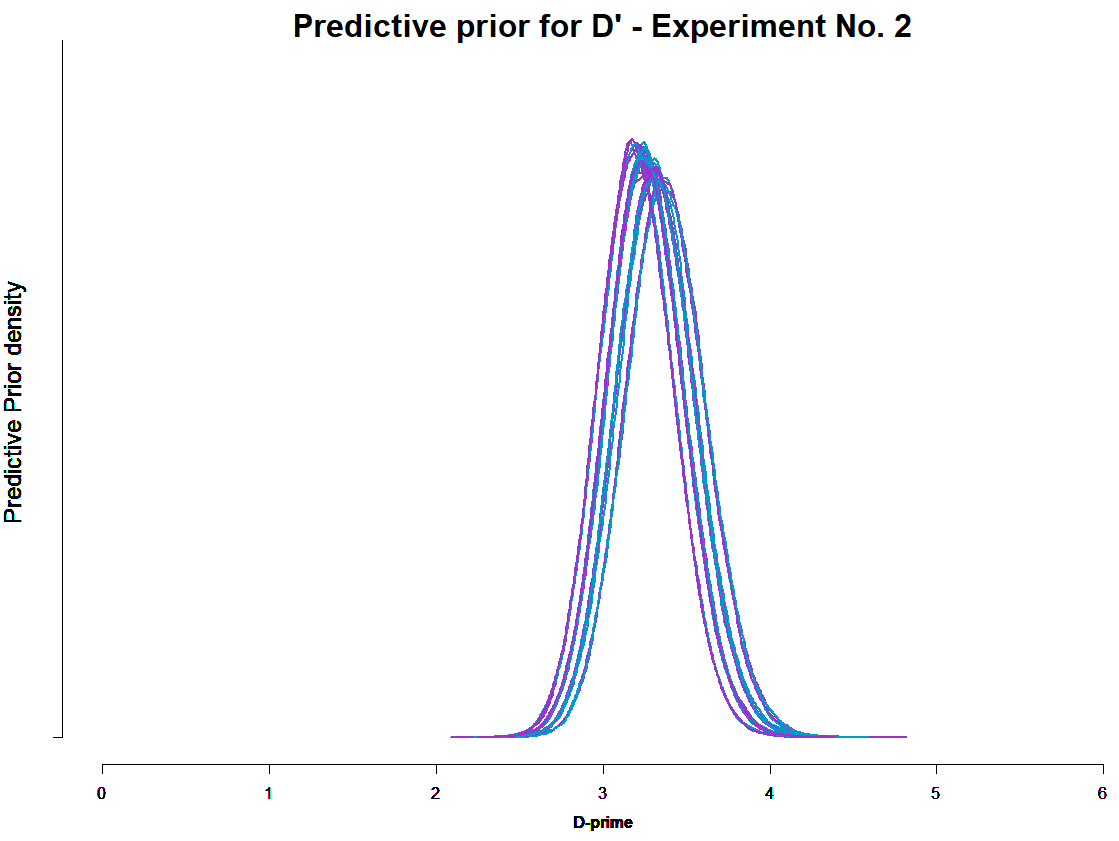 Predictive prior for D' - Experiment No. 2
Predictive Prior density
0 1 2 3 4 5 6
D-prime